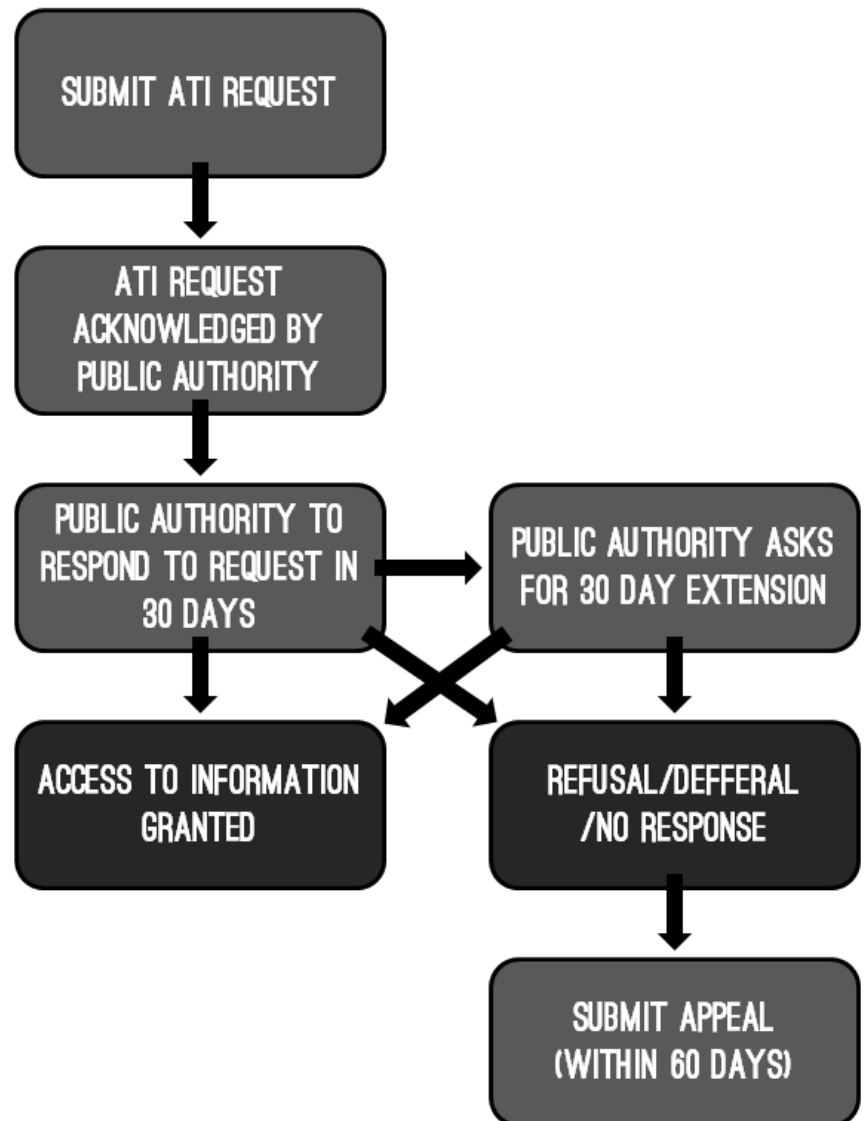 SUBMIT ATI REQUEST
ATI REQUEST
ACKNOWLEDGED BY
PUBLIC AUTHORITY
PUBLIC AUTHORITY TO
RESPOND TO REQUEST IN
30 DAYS
PUBLIC AUTHORITY ASKS
FOR 30 DAY EXTENSION
ACCESS TO INFORMATION
GRANTED
REFUSAL/DEFFERAL
/NO RESPONSE
SUBMIT APPEAL
(WITHIN 60 DAYS)